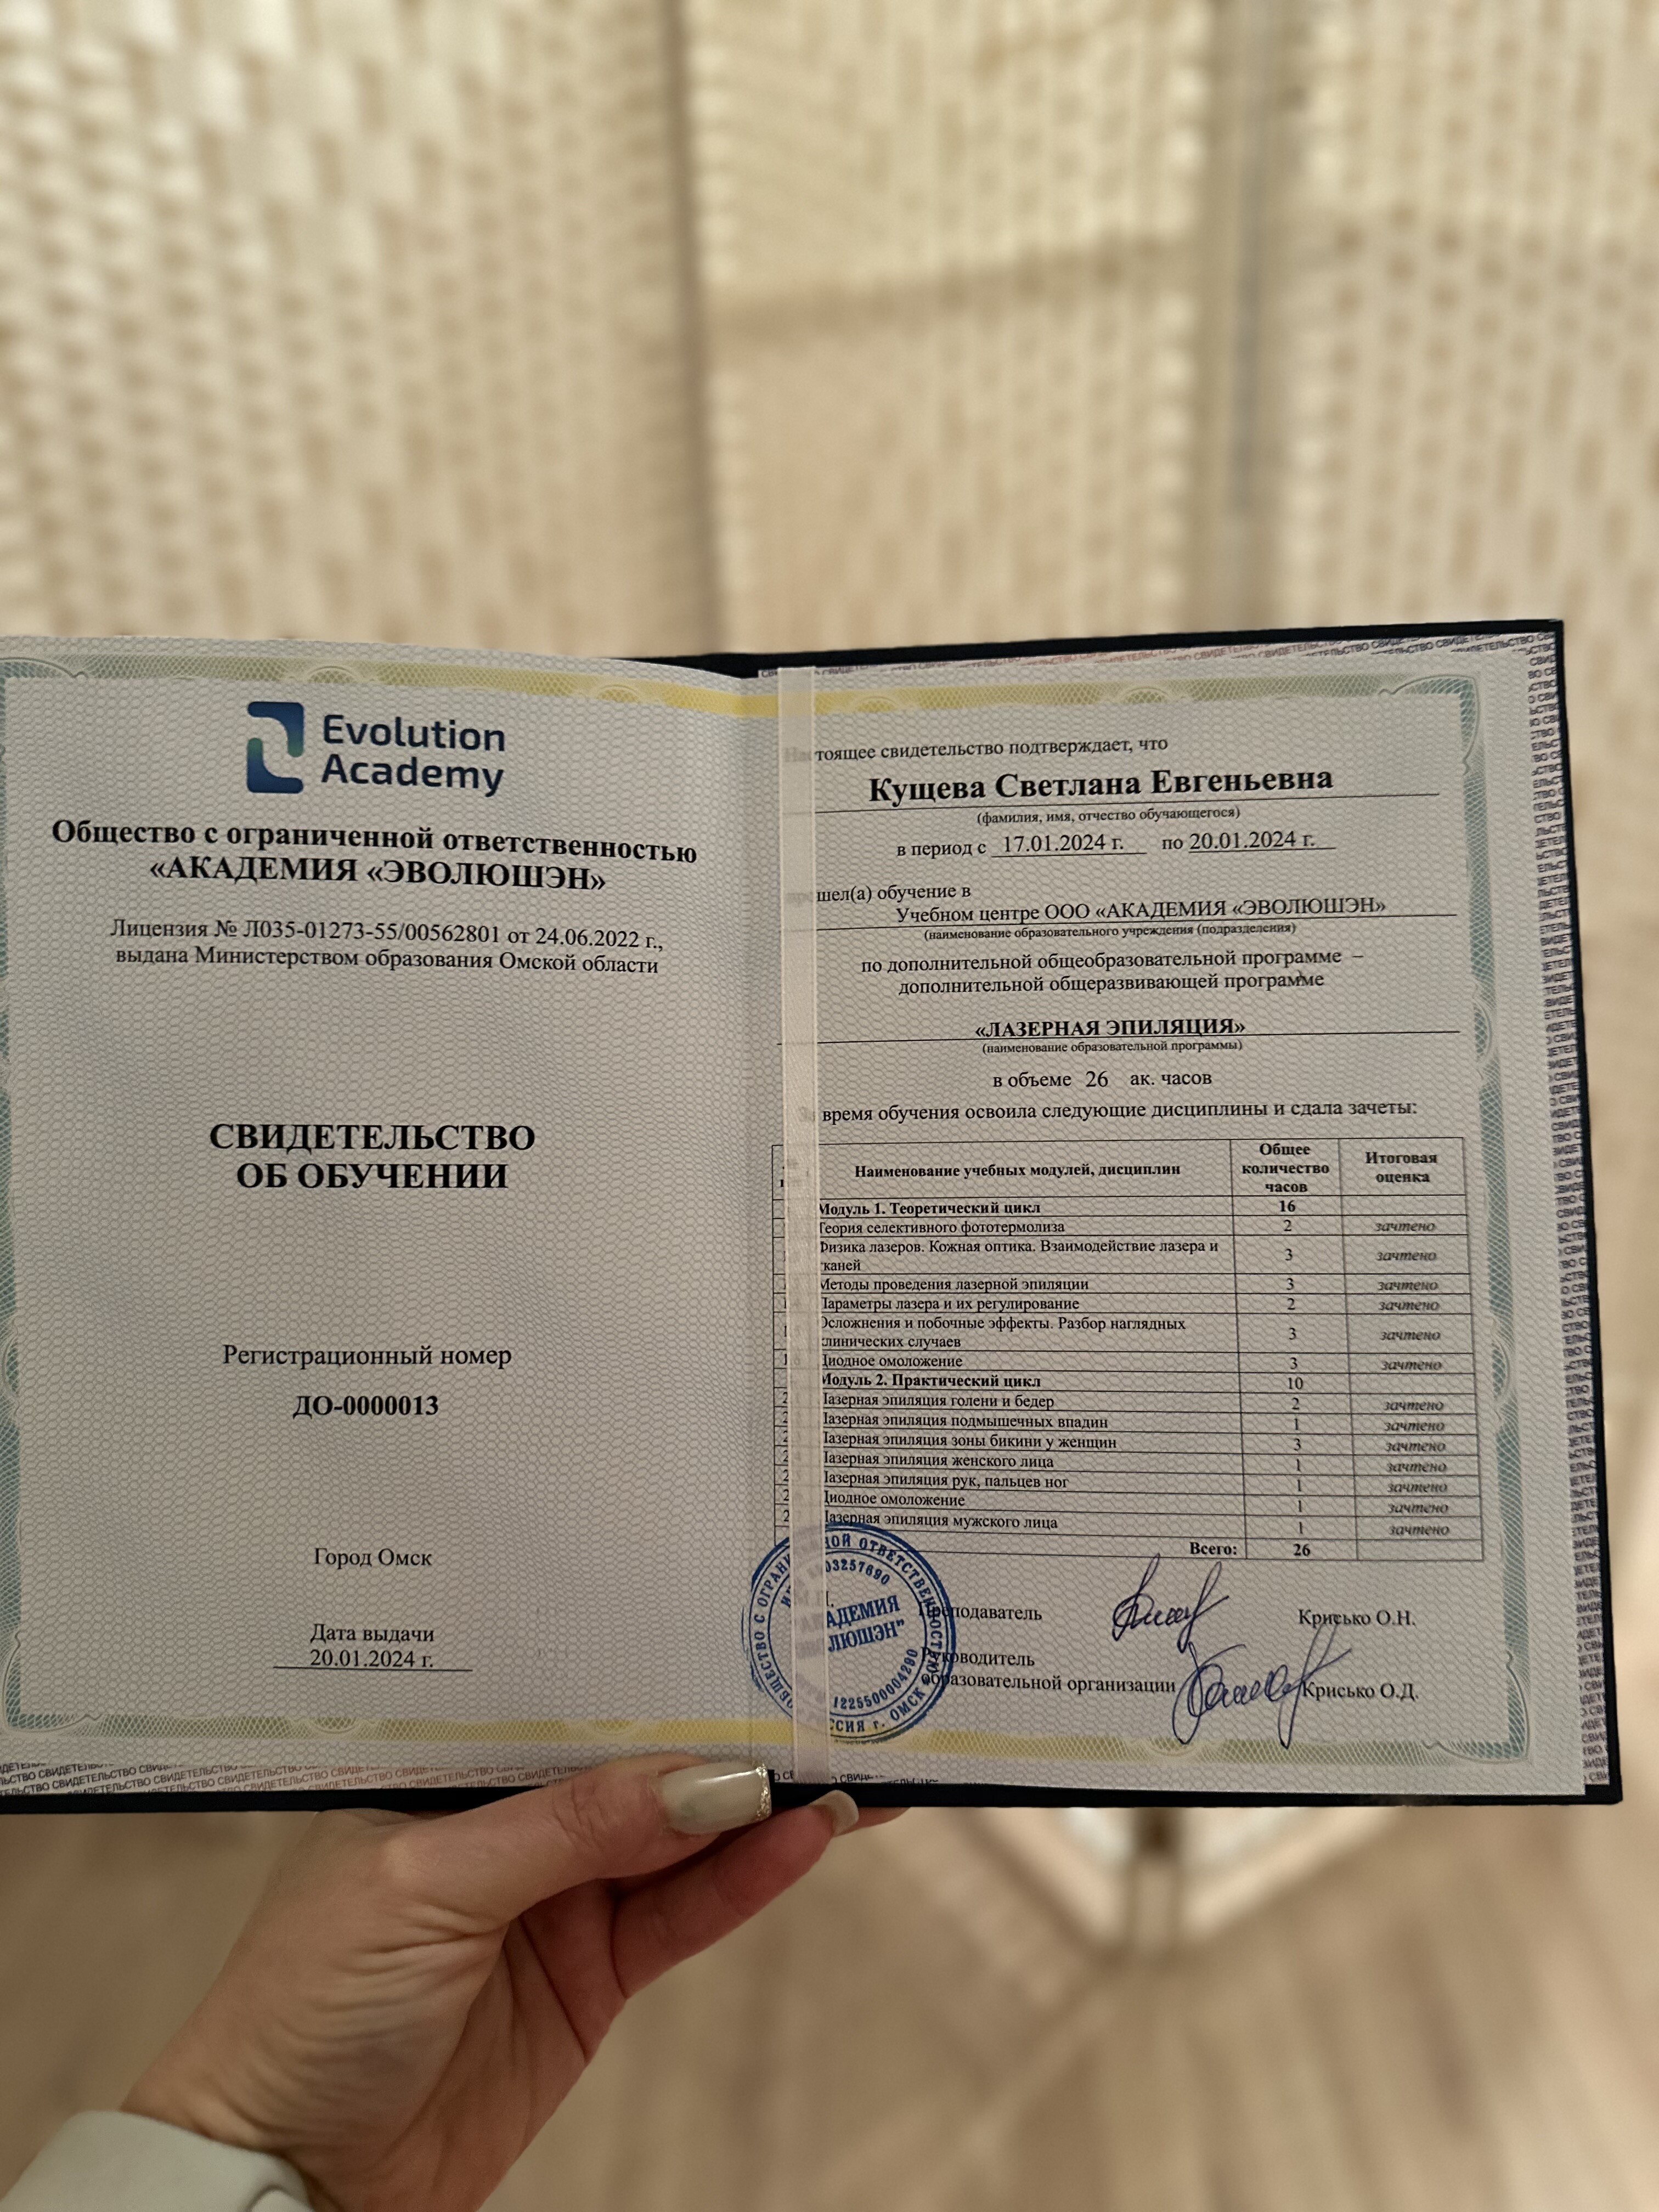 Evolution
Academy
Общество с ограниченной ответственностью
«АКАДЕМИЯ «ЭВОЛЮШЭН»
Лицензия № Л035-01273-55/00562801 от 24.06.2022 г.,
выдана Министерством образования Омской области
СВИДЕТЕЛЬСТВО
ОБ ОБУЧЕНИИ
Регистрационный номер
ДО-0000013
Город Омск
Дата выдачи
20.01.2024 г.
Настоящее свидетельство подтверждает, что
Кущева Светлана Евгеньевна
(фамилия, имя, отчество обучающегося)
в период с 17.01.2024 г. по 20.01.2024 г.
прошел(а) обучение в
Учебном центре ООО «АКАДЕМИЯ «ЭВОЛЮШЭН»
(наименование образовательного учреждения (подразделения)
по дополнительной общеобразовательной программе –
дополнительной общеразвивающей программе
«ЛАЗЕРНАЯ ЭПИЛЯЦИЯ»
(наименование образовательной программы)
в объеме 26 ак. часов
За время обучения освоила следующие дисциплины и сдала зачеты:
Наименование учебных модулей, дисциплин Общее количество часов Итоговая оценка
Модуль 1. Теоретический цикл 16
Теория селективного фототермолиза 2 зачтено
Физика лазеров. Кожная оптика. Взаимодействие лазера и
тканей 3 зачтено
Методы проведения лазерной эпиляции 3 зачтено
Параметры лазера и их регулирование 2 зачтено
Осложнения и побочные эффекты. Разбор наглядных
клинических случаев 3 зачтено
Диодное омоложение 3 зачтено
Модуль 2. Практический цикл 10
Лазерная эпиляция голени и бедер 2 зачтено
Лазерная эпиляция подмышечных впадин 1 зачтено
Лазерная эпиляция зоны бикини у женщин 3 зачтено
Лазерная эпиляция женского лица 1 зачтено
Лазерная эпиляция рук, пальцев ног 1 зачтено
Диодное омоложение 1 зачтено
Лазерная эпиляция мужского лица 1 зачтено
Всего: 26
Преподаватель Крисько О.Н.
Руководитель
образовательной организации Крисько О.Д.